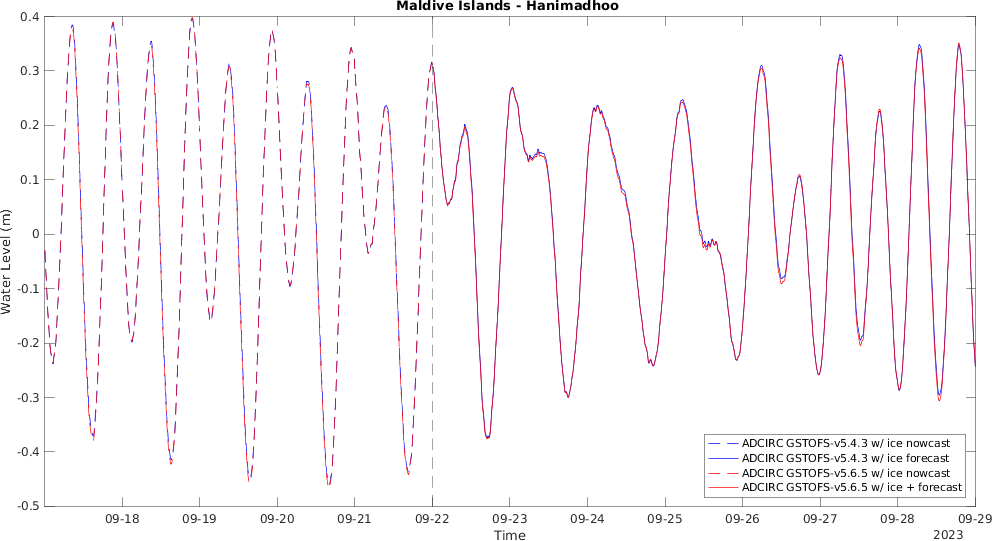 Maldive Islands - Hanimadhoo
0.4
0.3
0.2
0.1
0
-0.1
-0.2
-0.3
-0.4
-0.5
Water Level (m)
ADCIRC GSTOFS-v5.4.3 w/ ice nowcast
ADCIRC GSTOFS-v5.4.3 w/ ice forecast
ADCIRC GSTOFS-v5.6.5 w/ ice nowcast
ADCIRC GSTOFS-v5.6.5 w/ ice + forecast
09-18 09-19 09-20 09-21 09-22 09-23 09-24 09-25 09-26 09-27 09-28 09-29
Time
2023